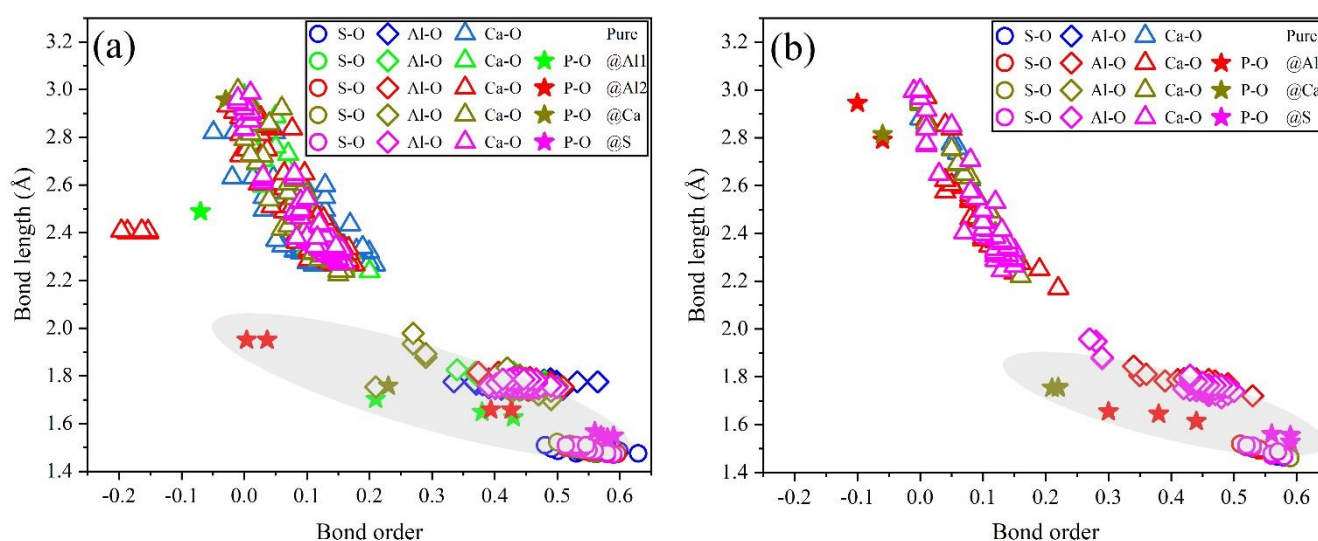 (a)
S-O Al-O Ca-O Pure
S-O Al-O Ca-O P-O @Al1
S-O Al-O Ca-O P-O @Al2
S-O Al-O Ca-O P-O @Ca
S-O Al-O Ca-O P-O @S
3.2
3.0
2.8
2.6
2.4
2.2
2.0
1.8
1.6
1.4
Bond length (Å)
-0.2 -0.1 0.0 0.1 0.2 0.3 0.4 0.5 0.6
Bond order
(b)
S-O Al-O Ca-O Pure
S-O Al-O Ca-O P-O @Al
S-O Al-O Ca-O P-O @Ca
S-O Al-O Ca-O P-O @S
3.2
3.0
2.8
2.6
2.4
2.2
2.0
1.8
1.6
1.4
Bond length (Å)
-0.2 -0.1 0.0 0.1 0.2 0.3 0.4 0.5 0.6
Bond order